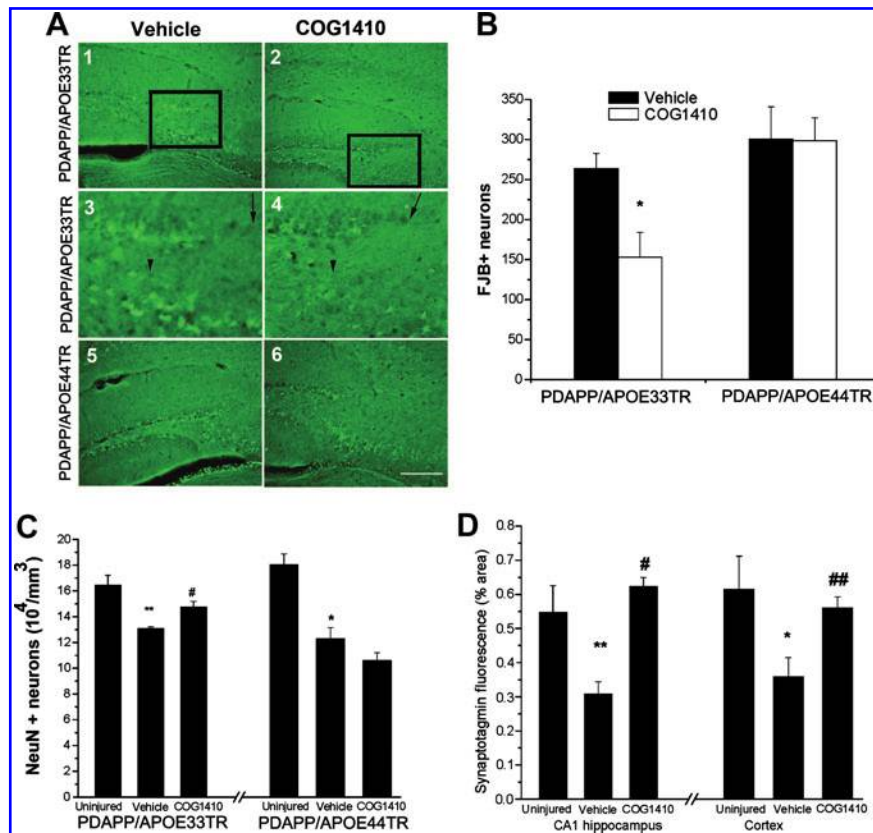 A
Vehicle
COG1410
PDAPP/APOE33TR
1
2
PDAPP/APOE33TR
3
4
PDAPP/APOE44TR
5
6
B
Vehicle
COG1410
FJB+ neurons
350
300
250
200
150
100
50
0
*
PDAPP/APOE33TR
PDAPP/APOE44TR
C
NeuN + neurons (10^4/mm^3)
20
18
16
14
12
10
8
6
4
2
0
**
#
*
Uninjured Vehicle COG1410
Uninjured Vehicle COG1410
PDAPP/APOE33TR
PDAPP/APOE44TR
D
Synaptotagmin fluorescence (% area)
0.8
0.7
0.6
0.5
0.4
0.3
0.2
0.1
0.0
**
#
*
##
Uninjured Vehicle COG1410
Uninjured Vehicle COG1410
CA1 hippocampus
Cortex